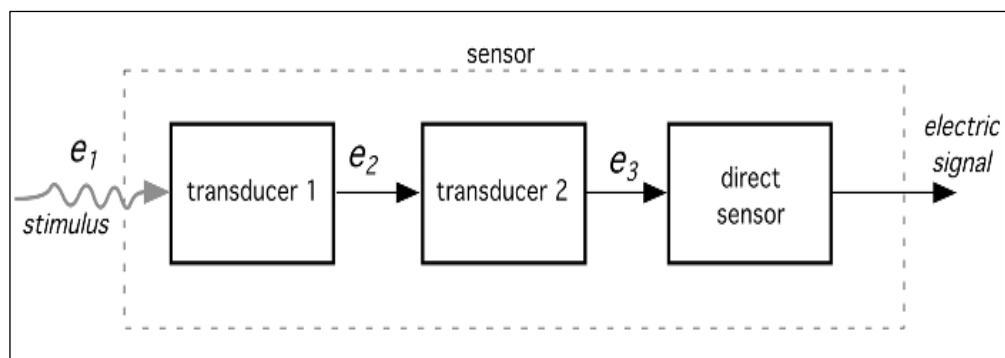 sensor
e1
stimulus
transducer 1
e2
transducer 2
e3
direct
sensor
electric
signal